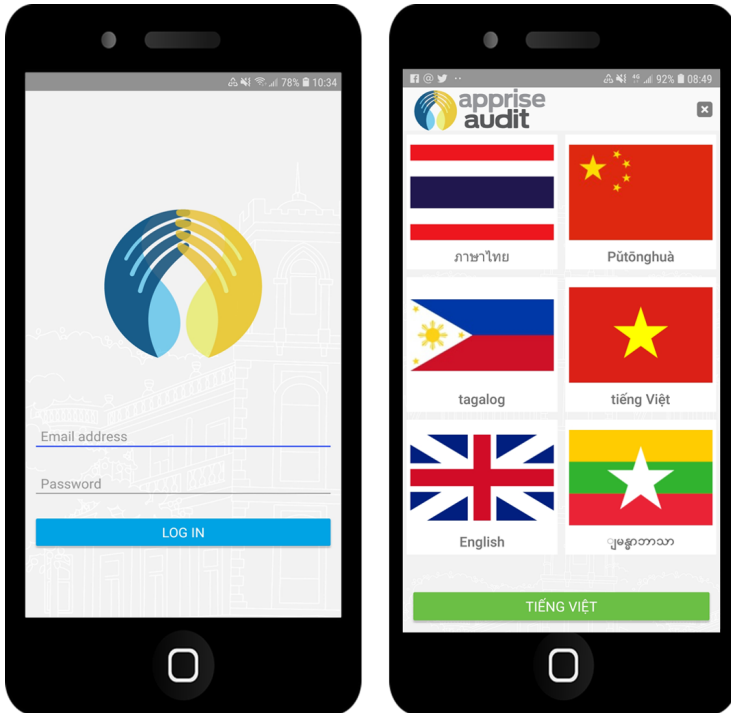 78% 10:34
Email address
Password
LOG IN
4G 92% 08:49
apprise
audit
ภาษาไทย
Pǔtōnghuà
tagalog
tiếng Việt
English
ျမန္မာဘာသာ
TIẾNG VIỆT